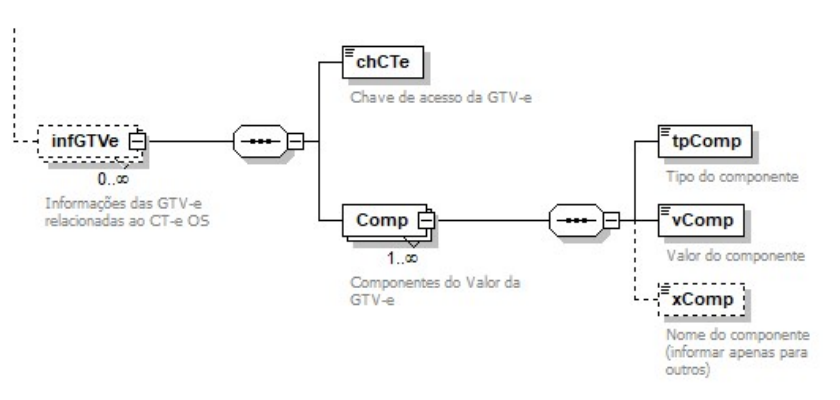 chCTe
Chave de acesso da GTV-e
infGTVe
0..∞
Informações das GTV-e
relacionadas ao CT-e OS
Comp
1..∞
Componentes do Valor da
GTV-e
tpComp
Tipo do componente
vComp
Valor do componente
xComp
Nome do componente
(informar apenas para
outros)